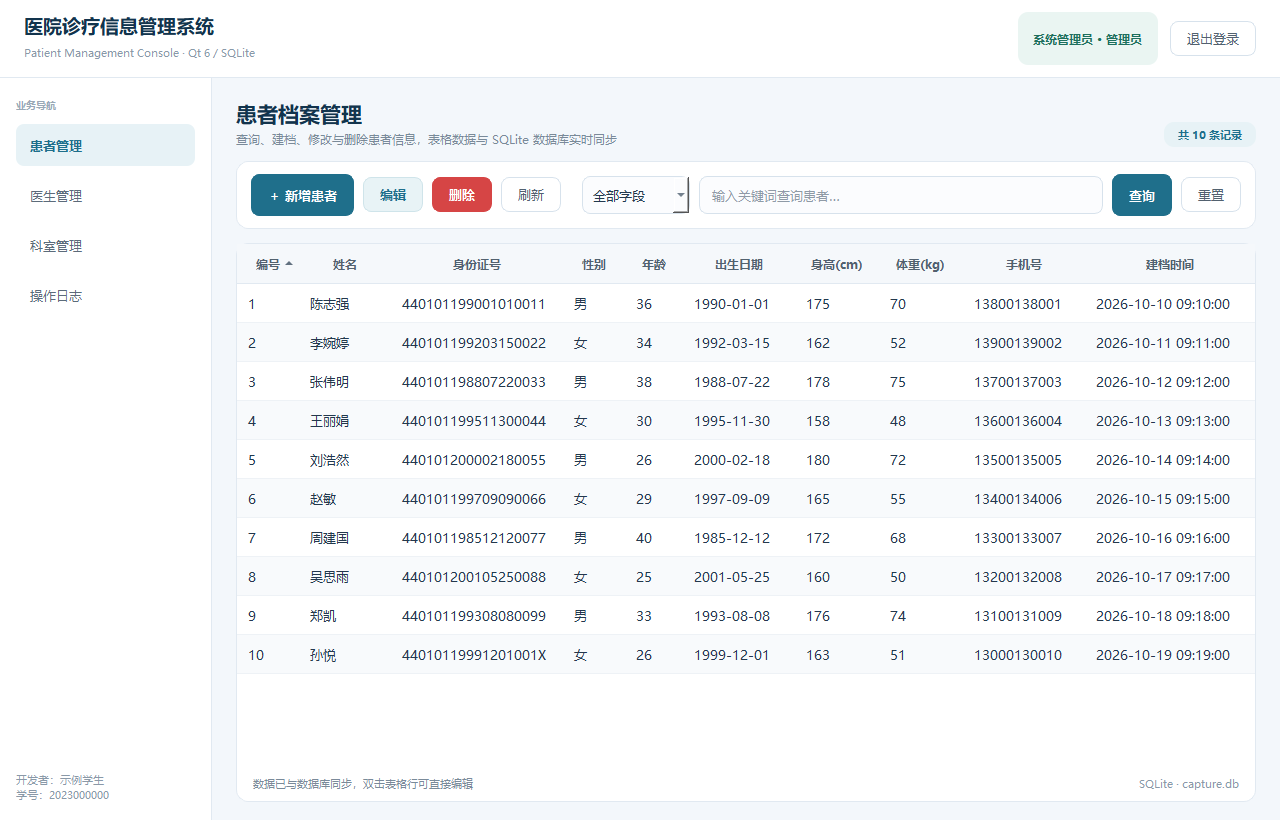 医院诊疗信息管理系统
Patient Management Console · Qt 6 / SQLite
系统管理员 • 管理员
退出登录
业务导航
患者管理
医生管理
科室管理
操作日志
开发者：示例学生
学号：2023000000
患者档案管理
查询、建档、修改与删除患者信息，表格数据与 SQLite 数据库实时同步
共 10 条记录
+ 新增患者 编辑 删除 刷新 全部字段 输入关键词查询患者... 查询 重置
编号 姓名 身份证号 性别 年龄 出生日期 身高(cm) 体重(kg) 手机号 建档时间
1 陈志强 440101199001010011 男 36 1990-01-01 175 70 13800138001 2026-10-10 09:10:00
2 李婉婷 440101199203150022 女 34 1992-03-15 162 52 13900139002 2026-10-11 09:11:00
3 张伟明 440101198807220033 男 38 1988-07-22 178 75 13700137003 2026-10-12 09:12:00
4 王丽娟 440101199511300044 女 30 1995-11-30 158 48 13600136004 2026-10-13 09:13:00
5 刘浩然 440101200002180055 男 26 2000-02-18 180 72 13500135005 2026-10-14 09:14:00
6 赵敏 440101199709090066 女 29 1997-09-09 165 55 13400134006 2026-10-15 09:15:00
7 周建国 440101198512120077 男 40 1985-12-12 172 68 13300133007 2026-10-16 09:16:00
8 吴思雨 440101200105250088 女 25 2001-05-25 160 50 13200132008 2026-10-17 09:17:00
9 郑凯 440101199308080099 男 33 1993-08-08 176 74 13100131009 2026-10-18 09:18:00
10 孙悦 44010119991201001X 女 26 1999-12-01 163 51 13000130010 2026-10-19 09:19:00
数据已与数据库同步，双击表格行可直接编辑
SQLite · capture.db